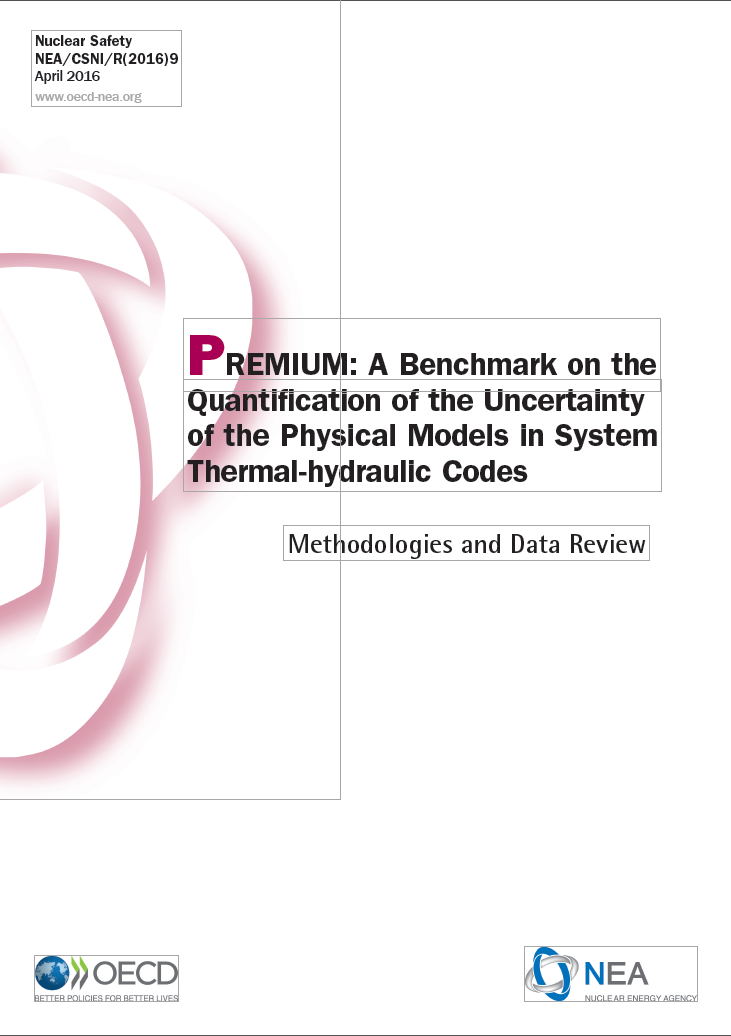 Nuclear Safety
NEA/CSNI/R(2016)9
April 2016
www.oecd-nea.org
PREMIUM: A Benchmark on the
Quantification of the Uncertainty
of the Physical Models in System
Thermal-hydraulic Codes
Methodologies and Data Review
OECD
BETTER POLICIES FOR BETTER LIVES
NEA
NUCLEAR ENERGY AGENCY